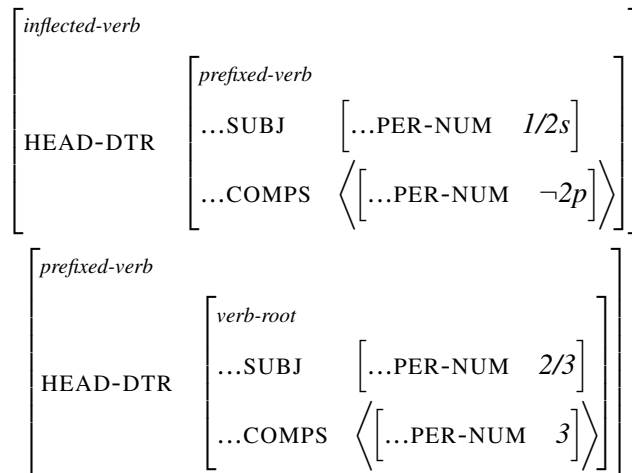 inflected-verb
prefixed-verb
...SUBJ [...PER-NUM 1/2s]
HEAD-DTR
...COMPS ⟨[...PER-NUM ¬2p]⟩
prefixed-verb
verb-root
...SUBJ [...PER-NUM 2/3]
HEAD-DTR
...COMPS ⟨[...PER-NUM 3]⟩